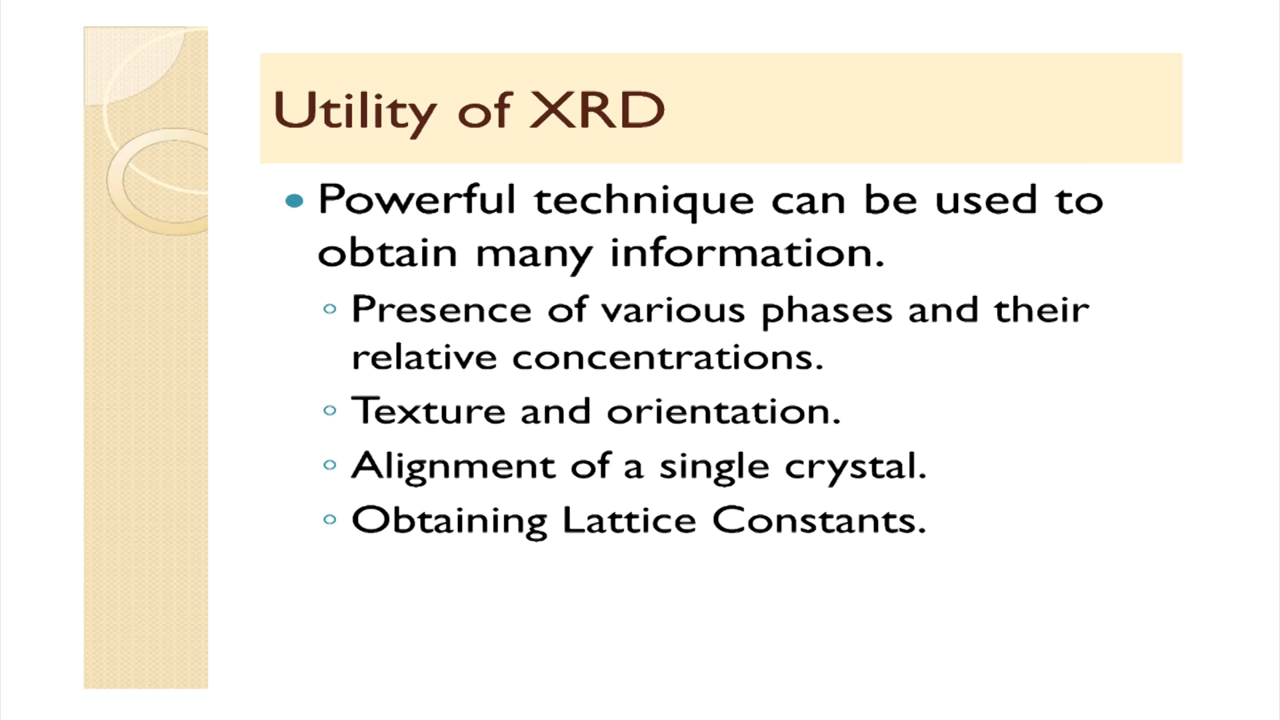 Utility of XRD
• Powerful technique can be used to
obtain many information.
◦ Presence of various phases and their
relative concentrations.
◦ Texture and orientation.
◦ Alignment of a single crystal.
◦ Obtaining Lattice Constants.